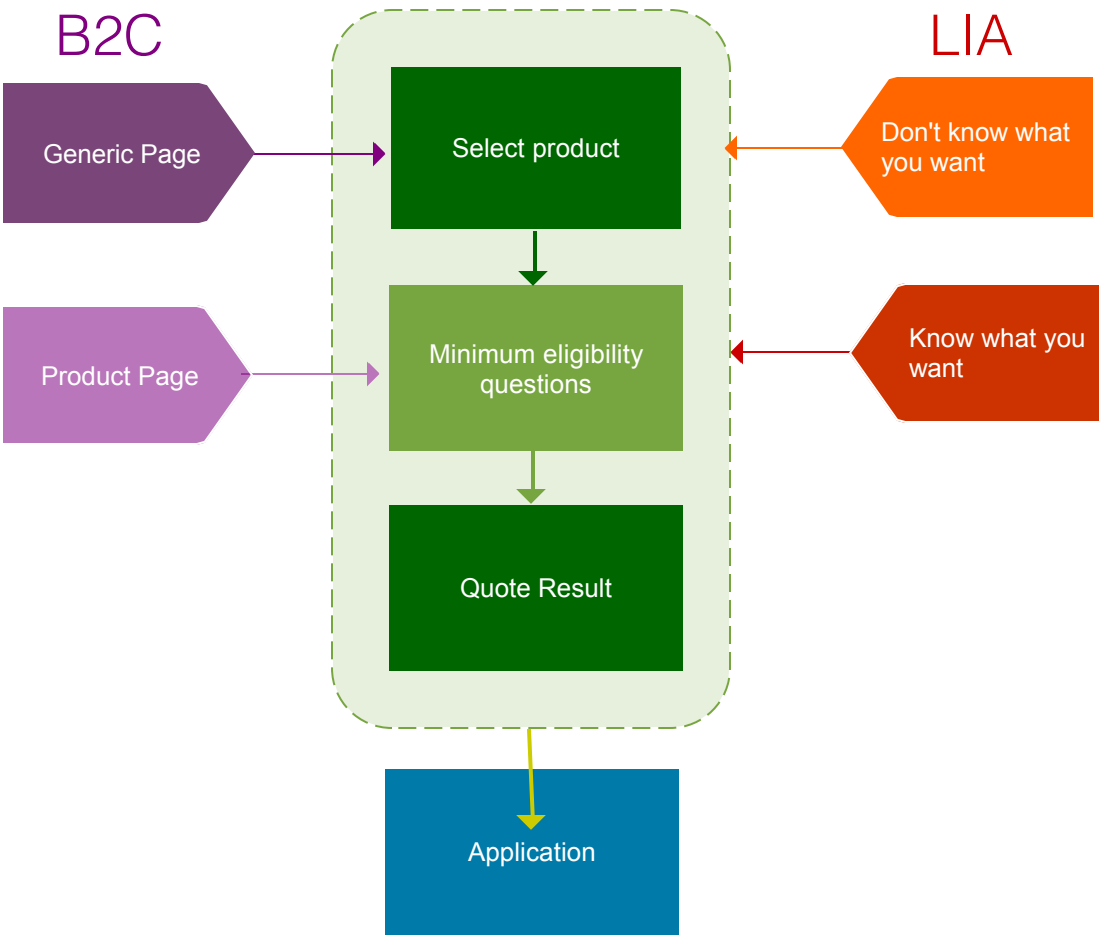 B2C
LIA
Generic Page
Select product
Don't know what
you want
Product Page
Minimum eligibility
questions
Know what you
want
Quote Result
Application